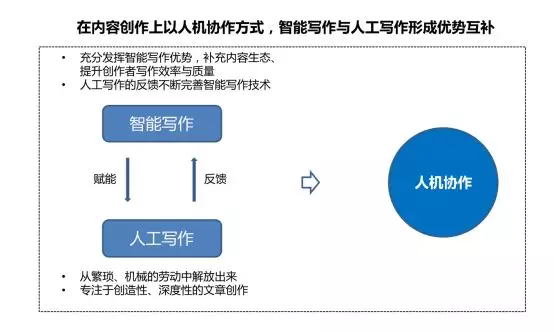 在内容创作上以人机协作方式，智能写作与人工写作形成优势互补
• 充分发挥智能写作优势，补充内容生态、
提升创作者写作效率与质量
• 人工写作的反馈不断完善智能写作技术
智能写作
赋能
反馈
人工写作
人机协作
• 从繁琐、机械的劳动中解放出来
• 专注于创造性、深度性的文章创作